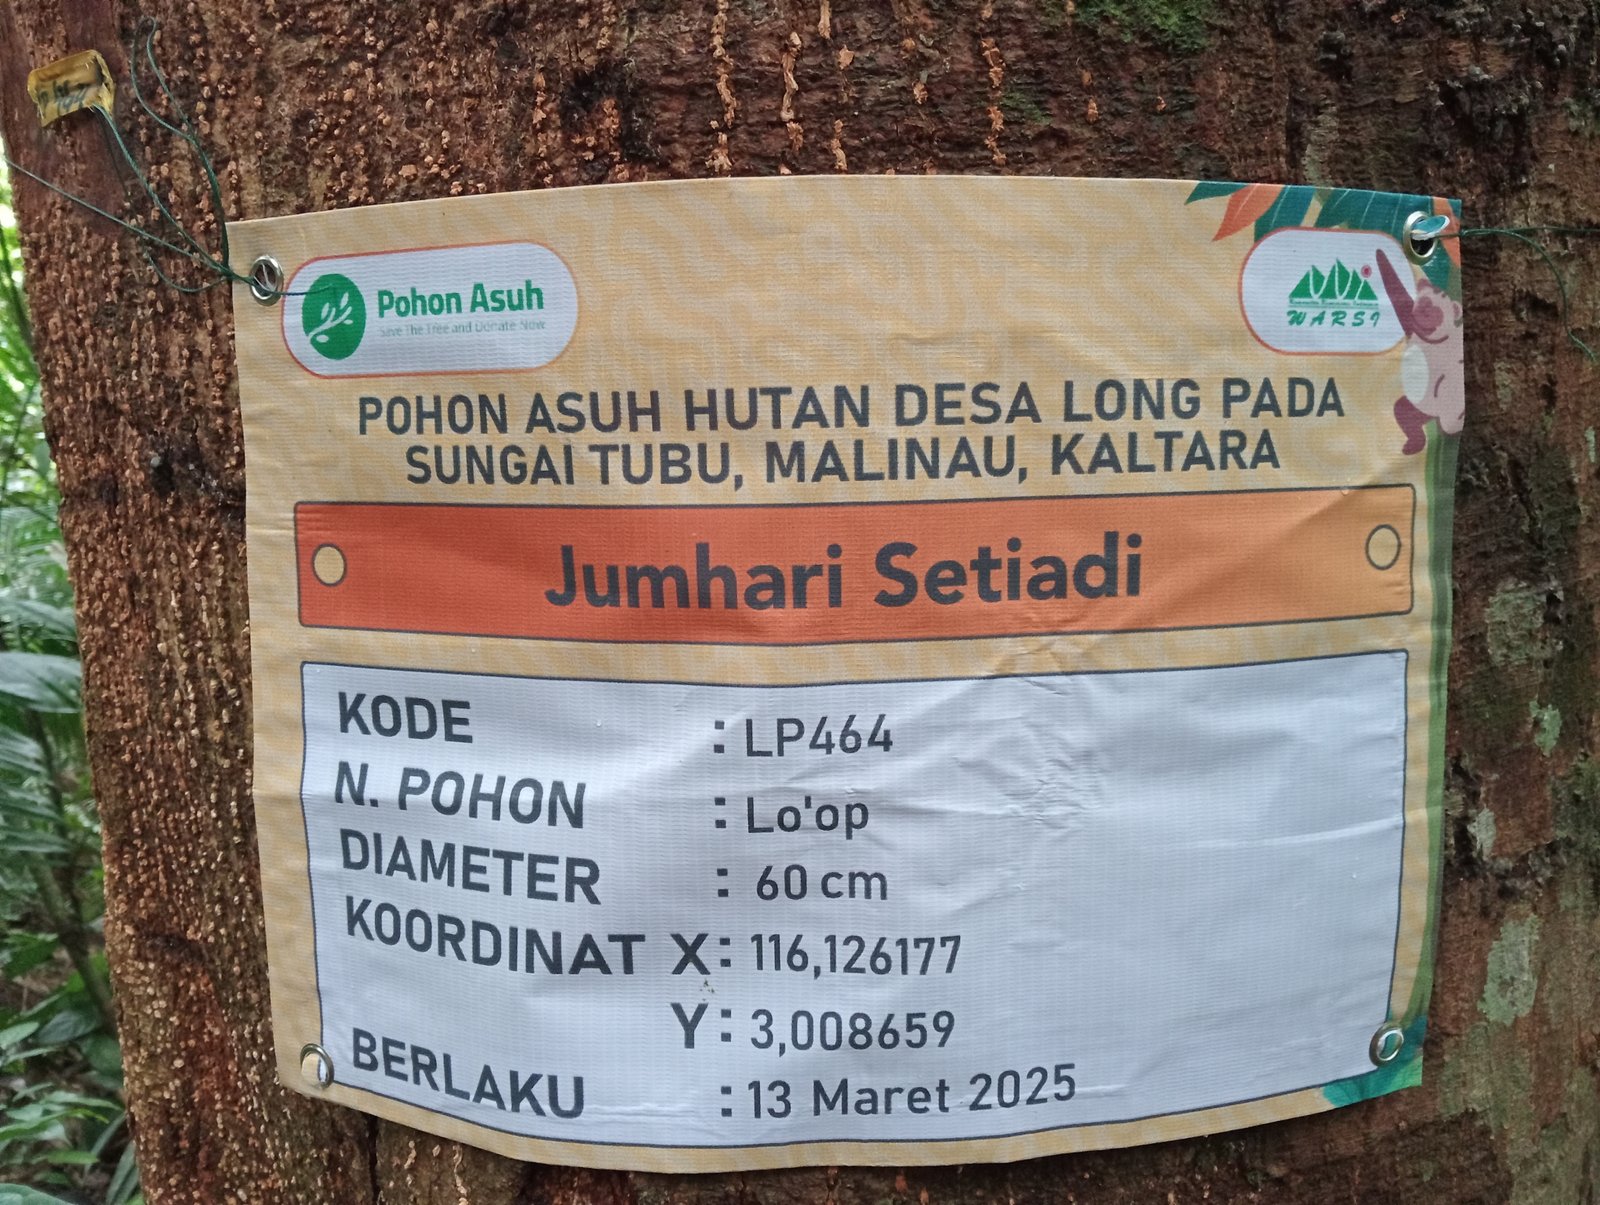 Pohon Asuh
Save The Tree and Donate Now
WARSI
POHON ASUH HUTAN DESA LONG PADA
SUNGAI TUBU, MALINAU, KALTARA
Jumhari Setiadi
KODE : LP464
N. POHON : Lo'op
DIAMETER : 60 cm
KOORDINAT X : 116,126177
Y : 3,008659
BERLAKU : 13 Maret 2025